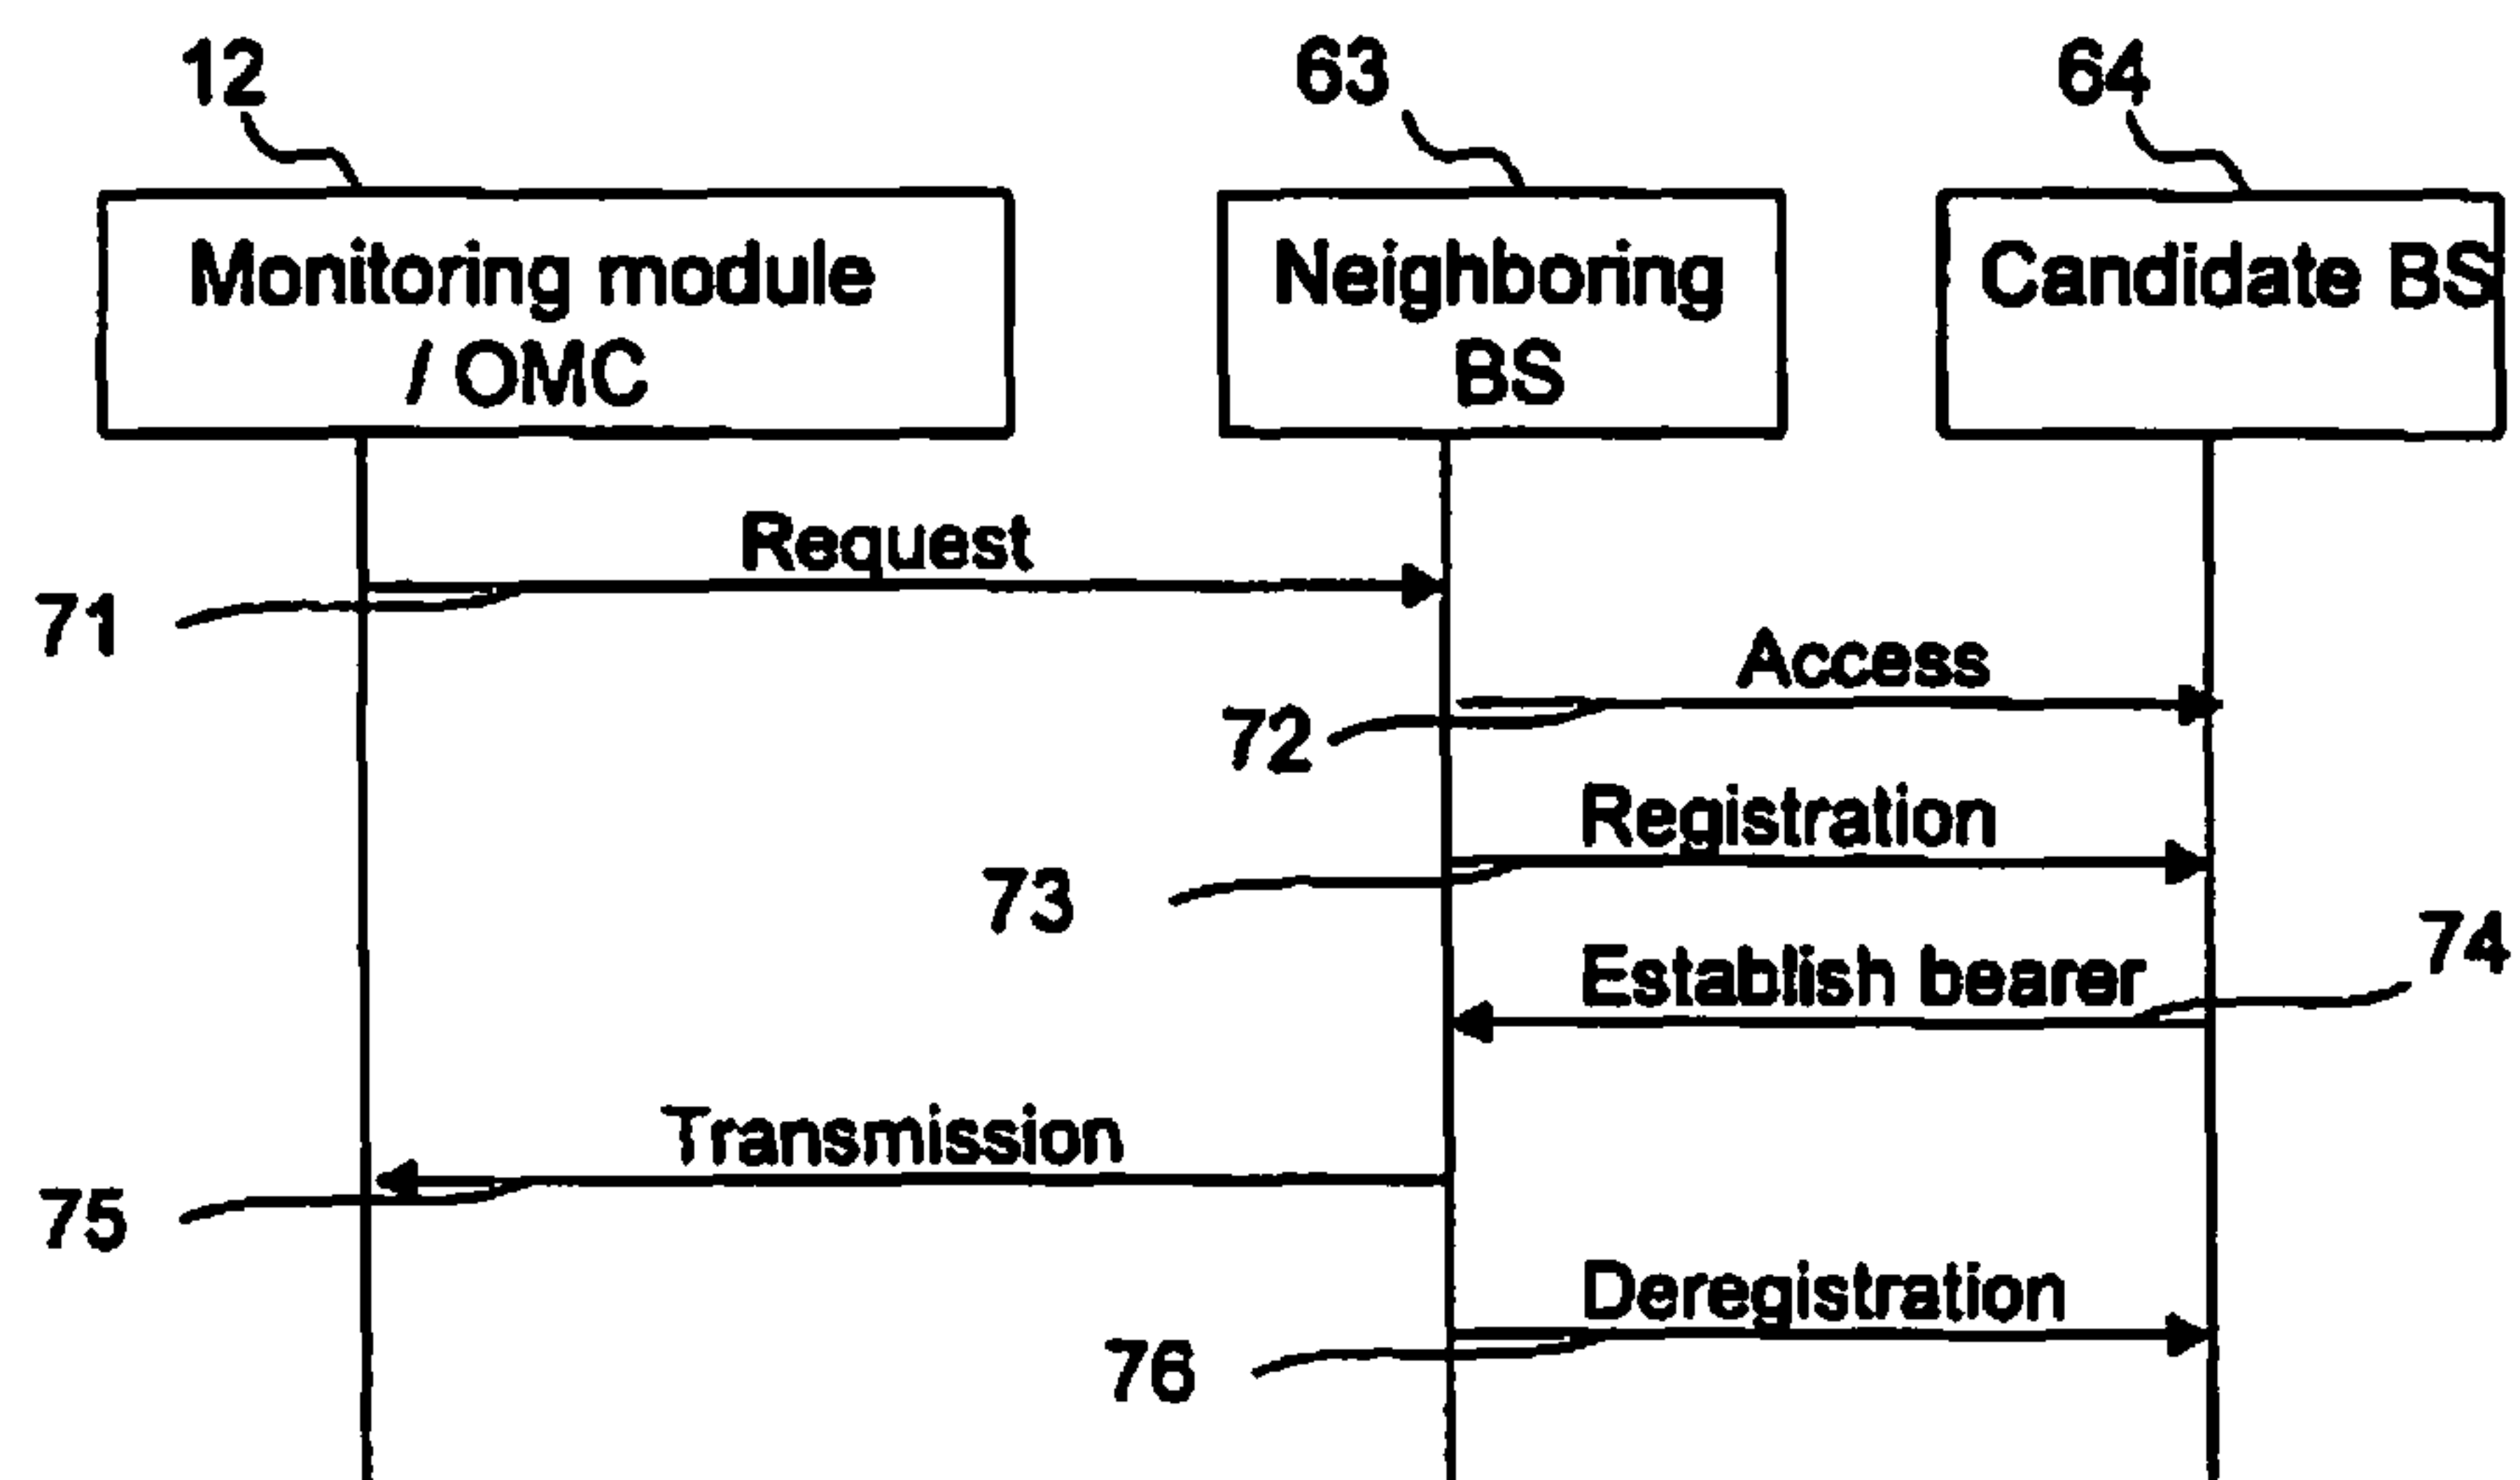 12
63
64
Monitoring module
/ OMC
Neighboring
BS
Candidate BS
Request
71
Access
72
Registration
73
74
Establish bearer
Transmission
75
Deregistration
76